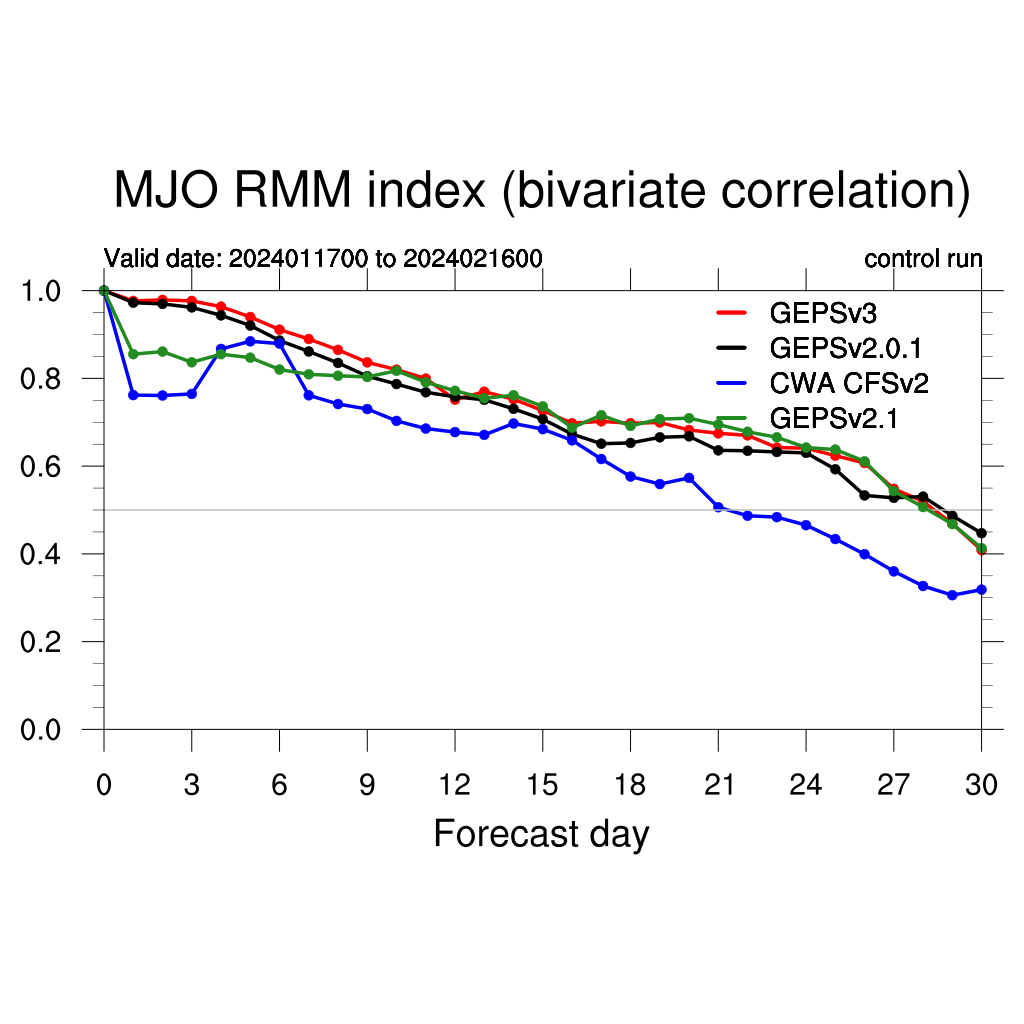 MJO RMM index (bivariate correlation)
Valid date: 2024011700 to 2024021600
control run
1.0
0.8
0.6
0.4
0.2
0.0
GEPSv3
GEPSv2.0.1
CWA CFSv2
GEPSv2.1
0 3 6 9 12 15 18 21 24 27 30
Forecast day